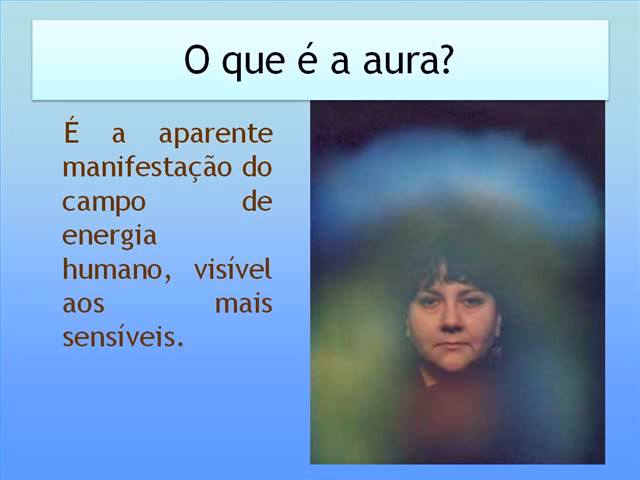 O que é a aura?
É a aparente
manifestação do
campo de
energia
humano, visível
aos mais
sensíveis.